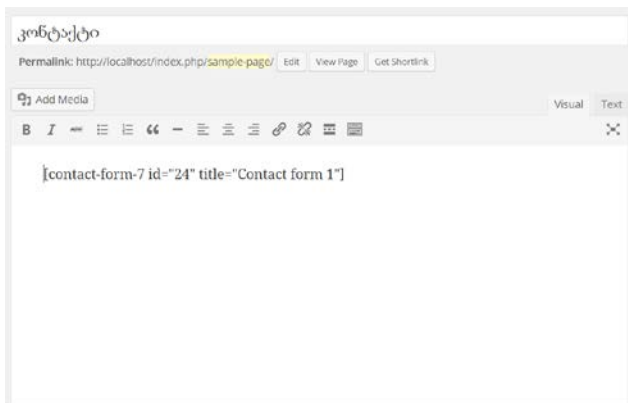 კონტაქტი
Permalink: http://localhost/index.php/sample-page/ Edit View Page Get Shortlink
Add Media
Visual Text
B I ABC
[contact-form-7 id="24" title="Contact form 1"]